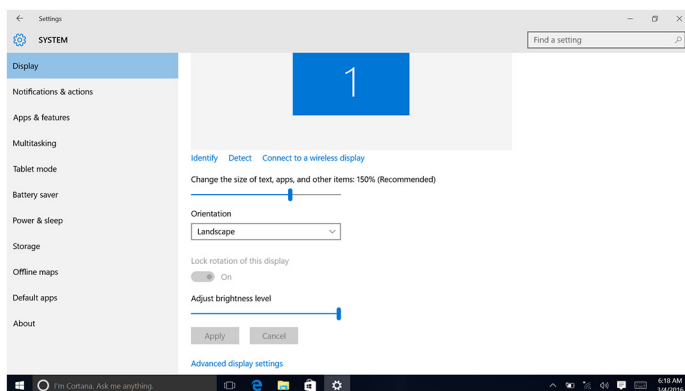 Settings
SYSTEM
Find a setting
Display
Notifications & actions
Apps & features
Multitasking
Tablet mode
Battery saver
Power & sleep
Storage
Offline maps
Default apps
About
1
Identify Detect Connect to a wireless display
Change the size of text, apps, and other items: 150% (Recommended)
Orientation
Landscape
Lock rotation of this display
On
Adjust brightness level
Apply Cancel
Advanced display settings
I'm Cortana. Ask me anything.
6:18 AM
3/4/2016